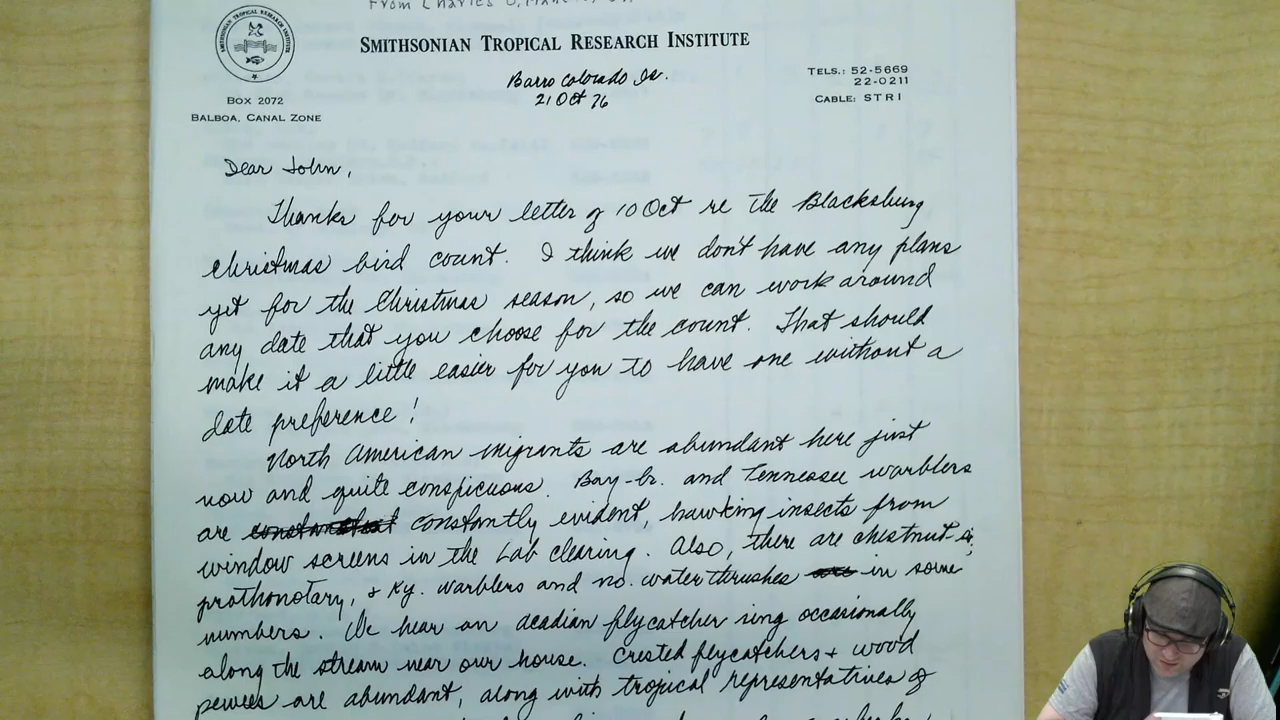 From Charles O.
SMITHSONIAN TROPICAL RESEARCH INSTITUTE
SMITHSONIAN TROPICAL RESEARCH INSTITUTE
Barro Colorado Is.
21 Oct 76
TELS.: 52-5669
22-0211
CABLE: STRI
BOX 2072
BALBOA, CANAL ZONE
Dear John,
Thanks for your letter of 10 Oct re the Blacksburg
Christmas bird count. I think we don't have any plans
yet for the Christmas season, so we can work around
any date that you choose for the count. That should
make it a little easier for you to have one without a
date preference!
North American migrants are abundant here just
now and quite conspicuous. Bay-br. and Tennessee warblers
are constantly evident, hawking insects from
window screens in the Lab clearing. Also, there are chestnut-s.,
prothonotary, & Ky. warblers and no. waterthrushes in some
numbers. We hear an acadian flycatcher sing occasionally
along the stream near our house. Crested flycatchers + wood
pewees are abundant, along with tropical representatives of